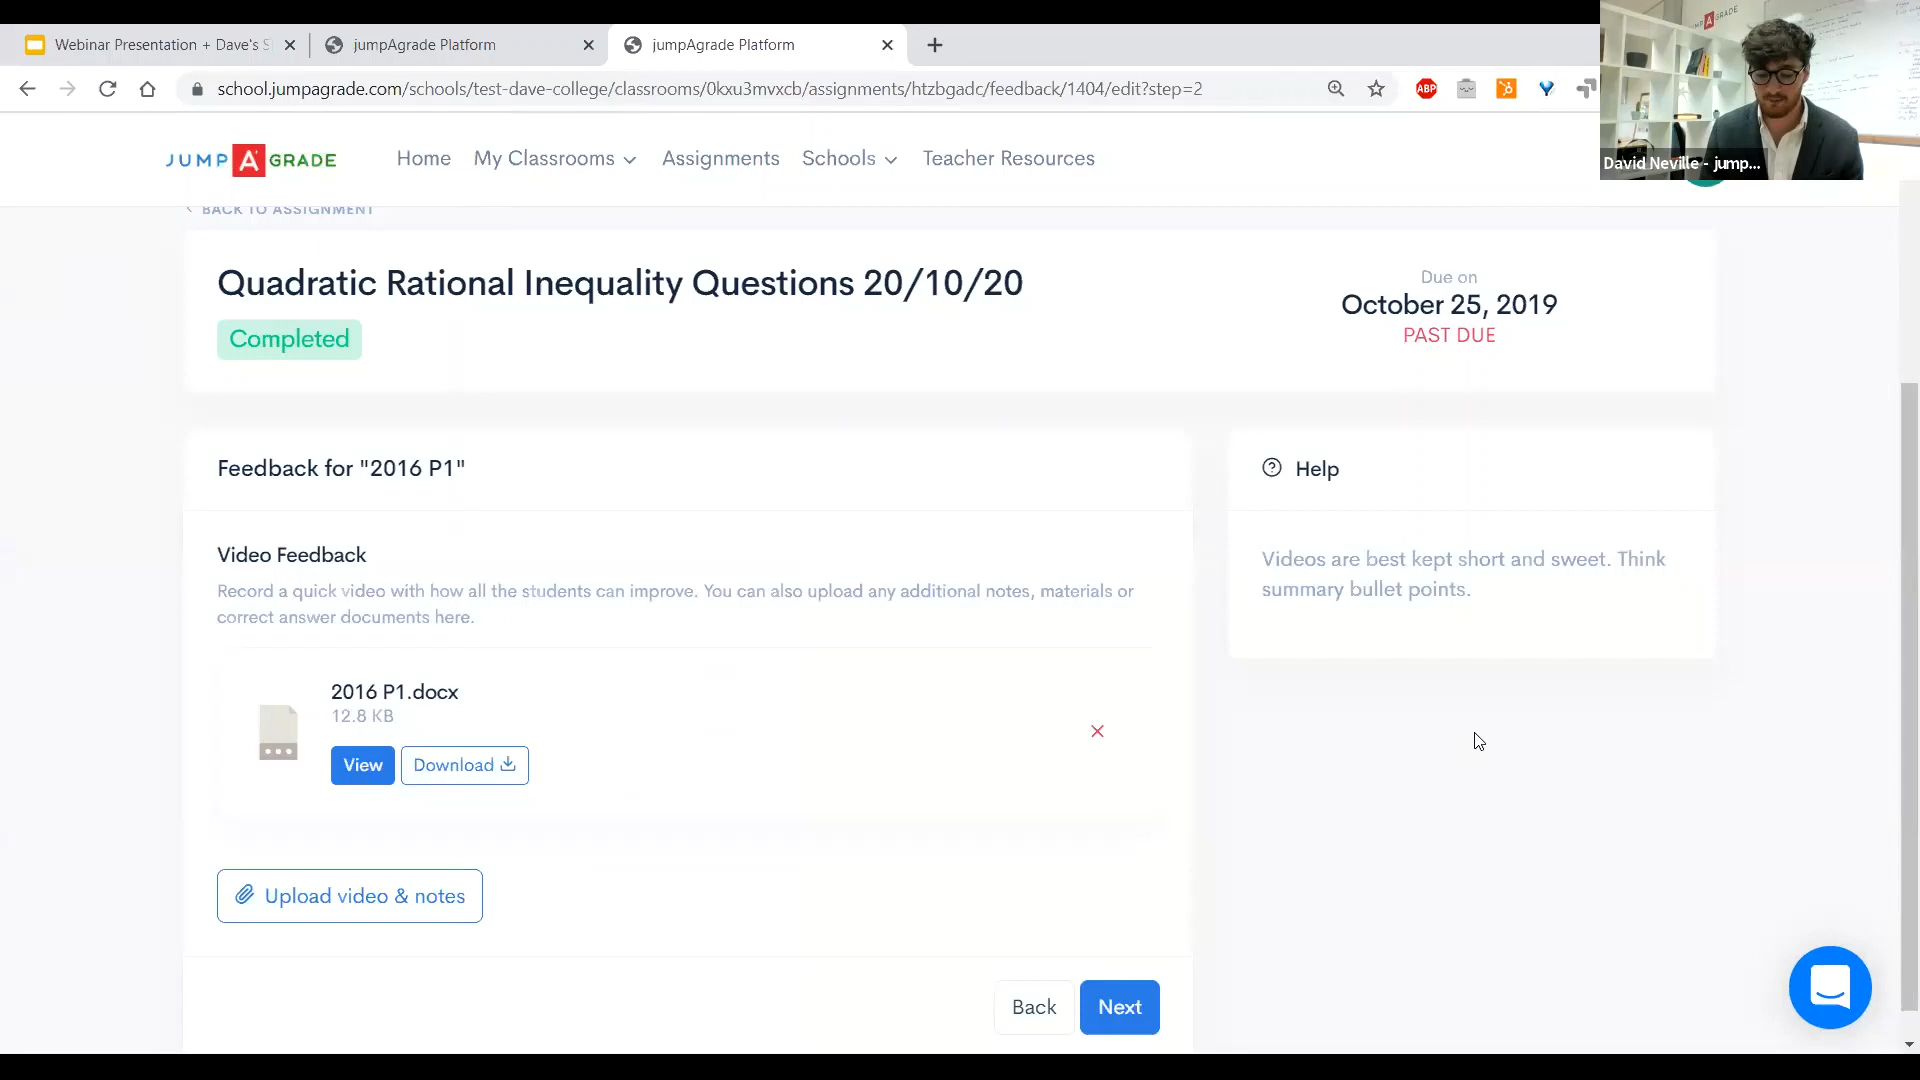 Webinar Presentation + Dave's S
jumpAgrade Platform
jumpAgrade Platform
school.jumpagrade.com/schools/test-dave-college/classrooms/0kxu3mvxcb/assignments/htzbgadc/feedback/1404/edit?step=2
ABP
JUMP A+ GRADE
Home
My Classrooms
Assignments
Schools
Teacher Resources
David Neville - jump...
BACK TO ASSIGNMENT
Quadratic Rational Inequality Questions 20/10/20
Completed
Due on
October 25, 2019
PAST DUE
Feedback for "2016 P1"
Video Feedback
Record a quick video with how all the students can improve. You can also upload any additional notes, materials or
correct answer documents here.
2016 P1.docx
12.8 KB
View
Download
Upload video & notes
Back
Next
Help
Videos are best kept short and sweet. Think
summary bullet points.